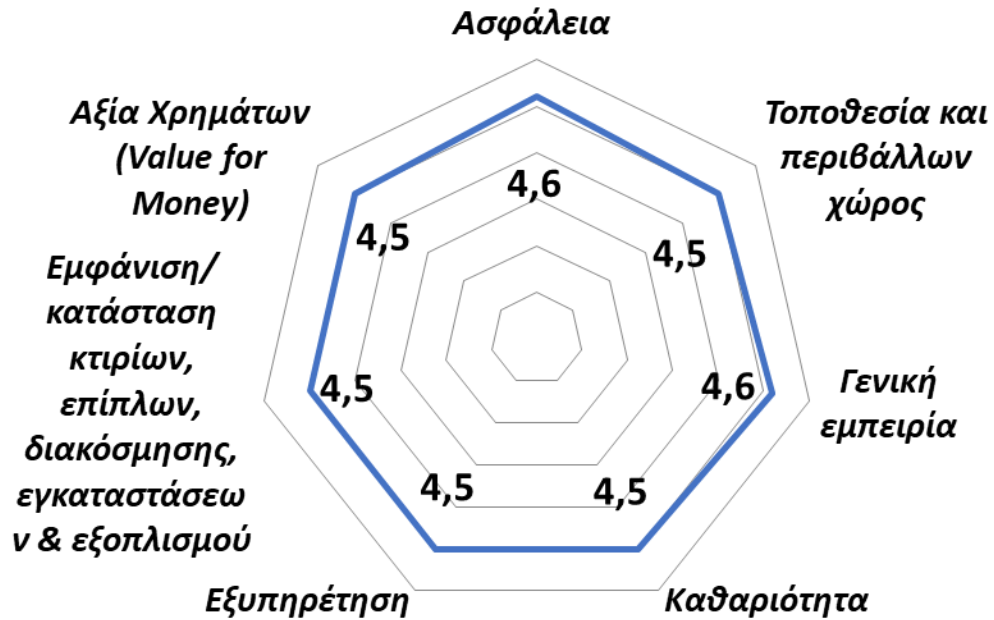 Ασφάλεια
Αξία Χρημάτων
(Value for
Money)
Τοποθεσία και
περιβάλλων
χώρος
4,6
4,5
4,5
Εμφάνιση/
κατάσταση
κτιρίων,
επίπλων,
διακόσμησης,
εγκαταστάσεω
ν & εξοπλισμού
4,5
4,6
Γενική
εμπειρία
4,5
4,5
Εξυπηρέτηση
Καθαριότητα